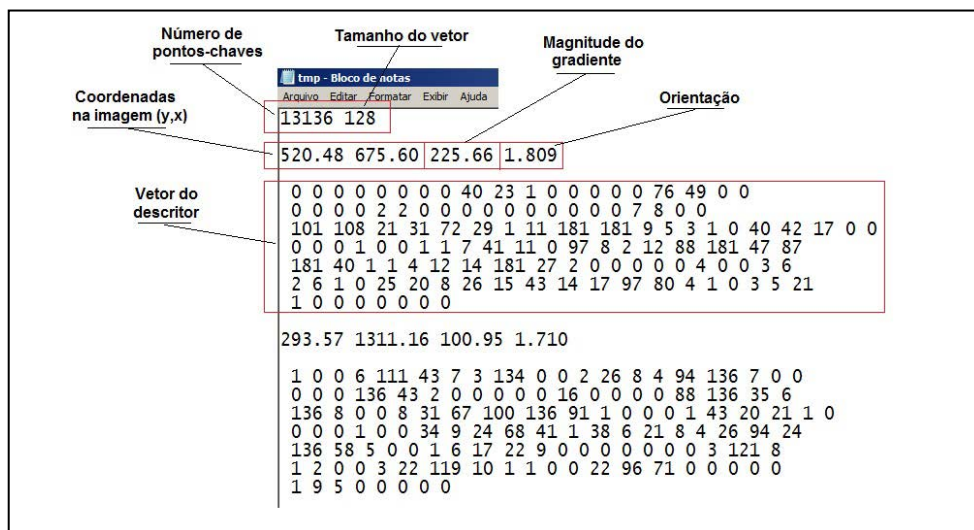 Número de
pontos-chaves
Tamanho do vetor
Magnitude do
gradiente
tmp - Bloco de notas
Arquivo Editar Formatar Exibir Ajuda
Coordenadas
na imagem (y,x)
Orientação
13136 128
520.48 675.60 225.66 1.809
Vetor do
descritor
0 0 0 0 0 0 0 0 40 23 1 0 0 0 0 0 76 49 0 0
0 0 0 0 2 2 0 0 0 0 0 0 0 0 0 0 7 8 0 0
101 108 21 31 72 29 1 11 181 181 9 5 3 1 0 40 42 17 0 0
0 0 0 1 0 0 1 1 7 41 11 0 97 8 2 12 88 181 47 87
181 40 1 1 4 12 14 181 27 2 0 0 0 0 0 4 0 0 3 6
2 6 1 0 25 20 8 26 15 43 14 17 97 80 4 1 0 3 5 21
1 0 0 0 0 0 0 0
293.57 1311.16 100.95 1.710
1 0 0 6 111 43 7 3 134 0 0 2 26 8 4 94 136 7 0 0
0 0 0 136 43 2 0 0 0 0 0 16 0 0 0 0 88 136 35 6
136 8 0 0 8 31 67 100 136 91 1 0 0 0 1 43 20 21 1 0
0 0 0 1 0 0 34 9 24 68 41 1 38 6 21 8 4 26 94 24
136 58 5 0 0 1 6 17 22 9 0 0 0 0 0 0 0 3 121 8
1 2 0 0 3 22 119 10 1 1 0 0 22 96 71 0 0 0 0 0
1 9 5 0 0 0 0 0